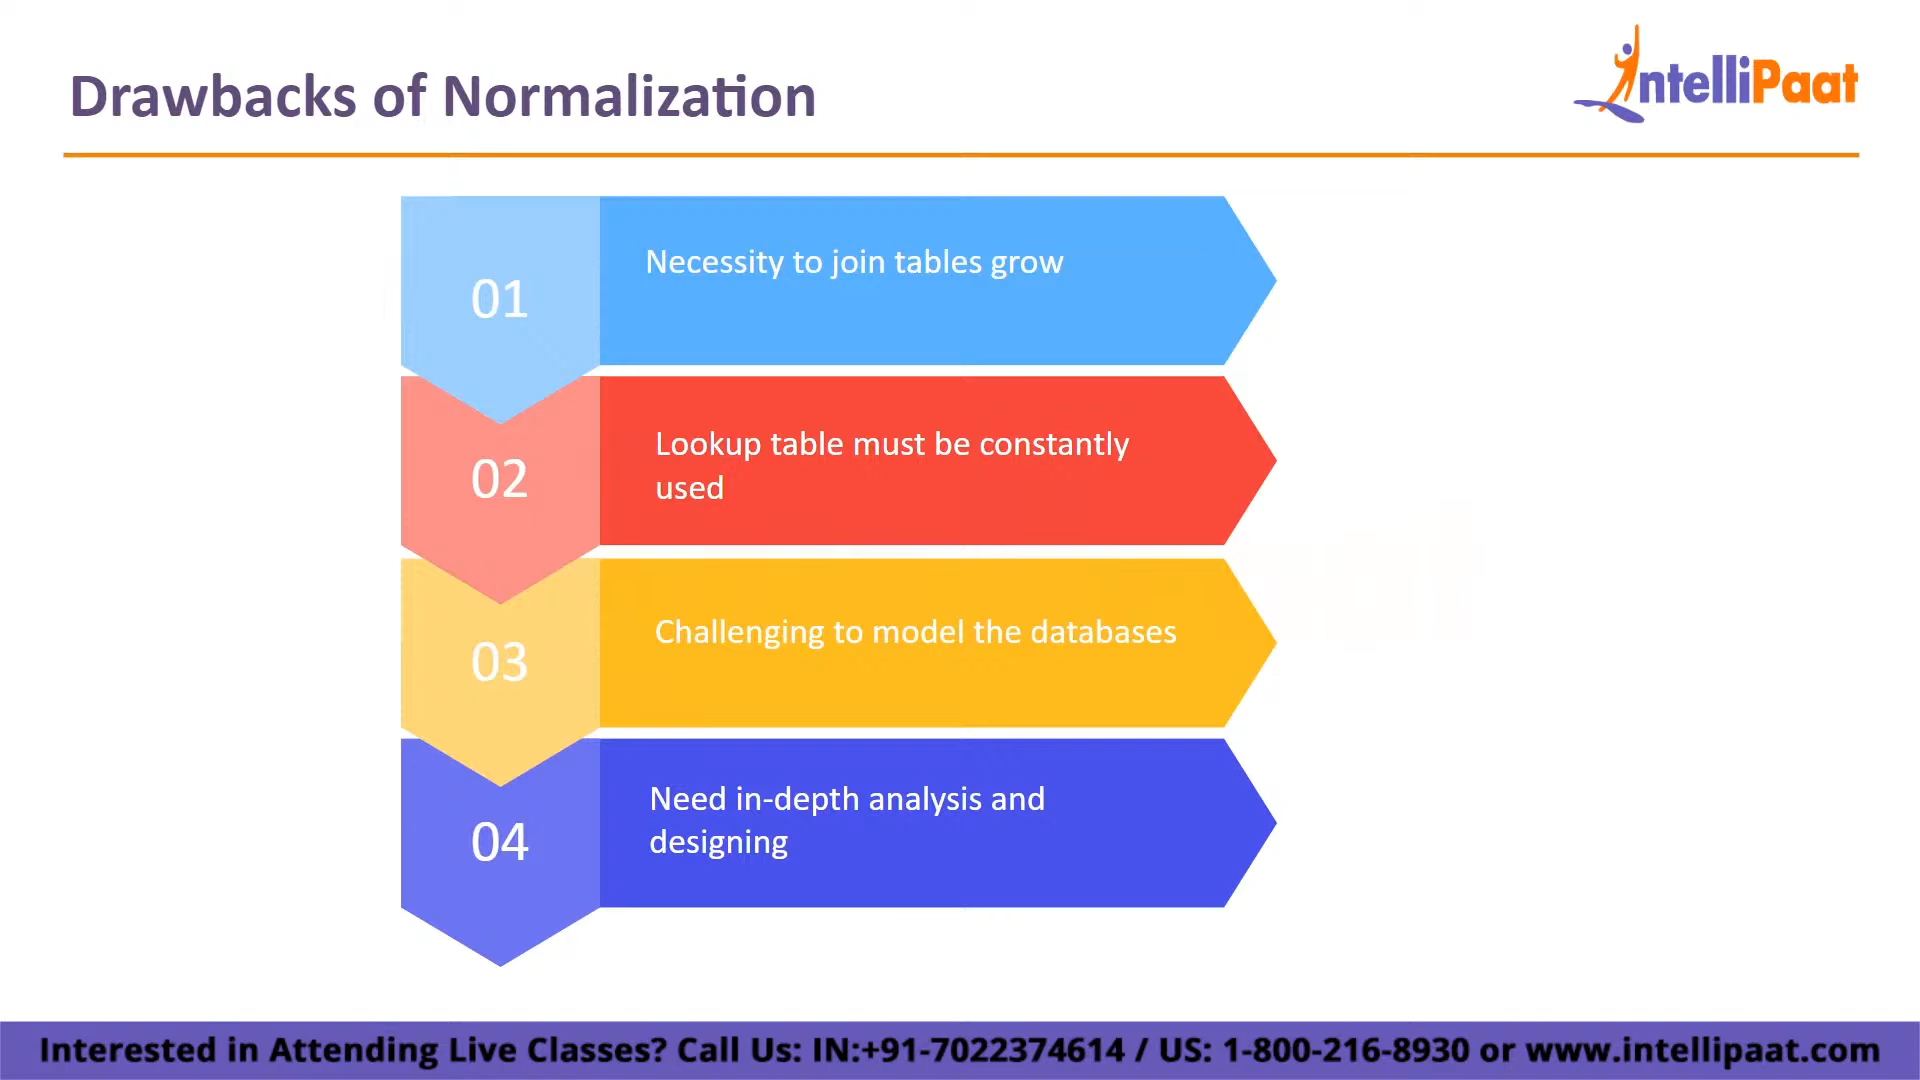 Drawbacks of Normalization
IntelliPaat
01
Necessity to join tables grow
02
Lookup table must be constantly
used
03
Challenging to model the databases
04
Need in-depth analysis and
designing
Interested in Attending Live Classes? Call Us: IN:+91-7022374614 / US: 1-800-216-8930 or www.intellipaat.com